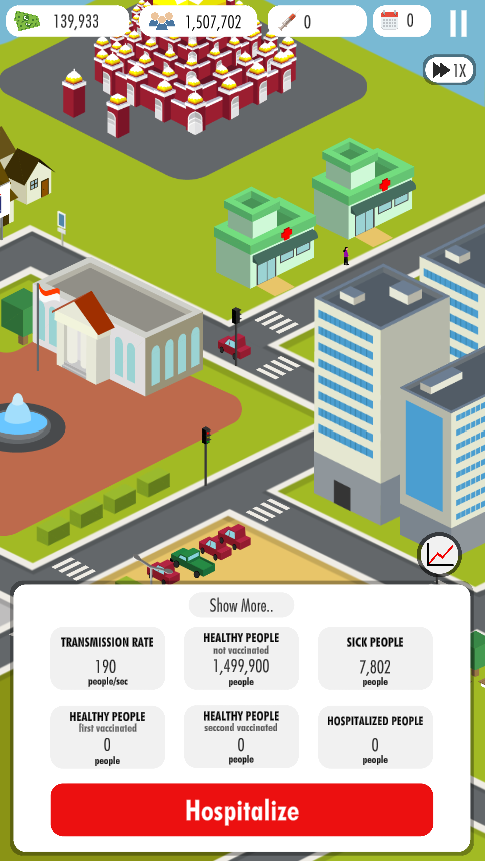 139,933
1,507,702
0
0
1X
Show More..
TRANSMISSION RATE
190
people/sec
HEALTHY PEOPLE
not vaccinated
1,499,900
people
SICK PEOPLE
7,802
people
HEALTHY PEOPLE
first vaccinated
0
people
HEALTHY PEOPLE
seccond vaccinated
0
people
HOSPITALIZED PEOPLE
0
people
Hospitalize